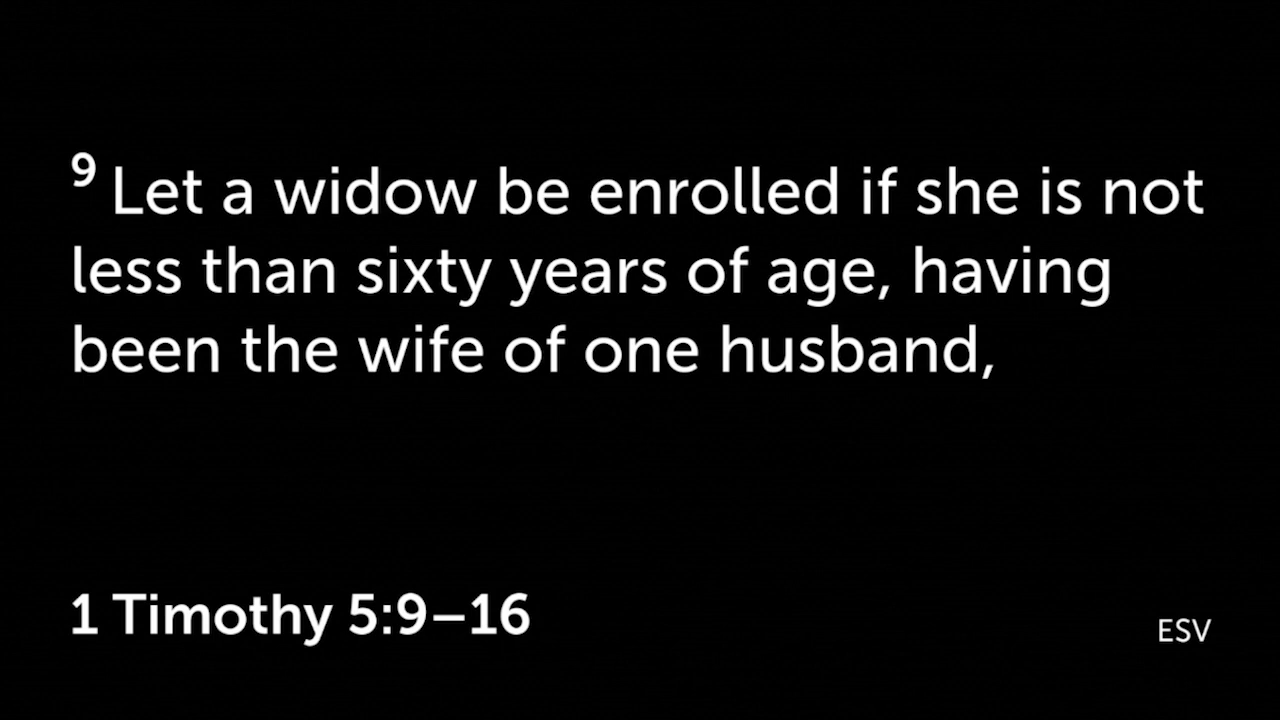 9 Let a widow be enrolled if she is not
less than sixty years of age, having
been the wife of one husband,
1 Timothy 5:9–16
ESV